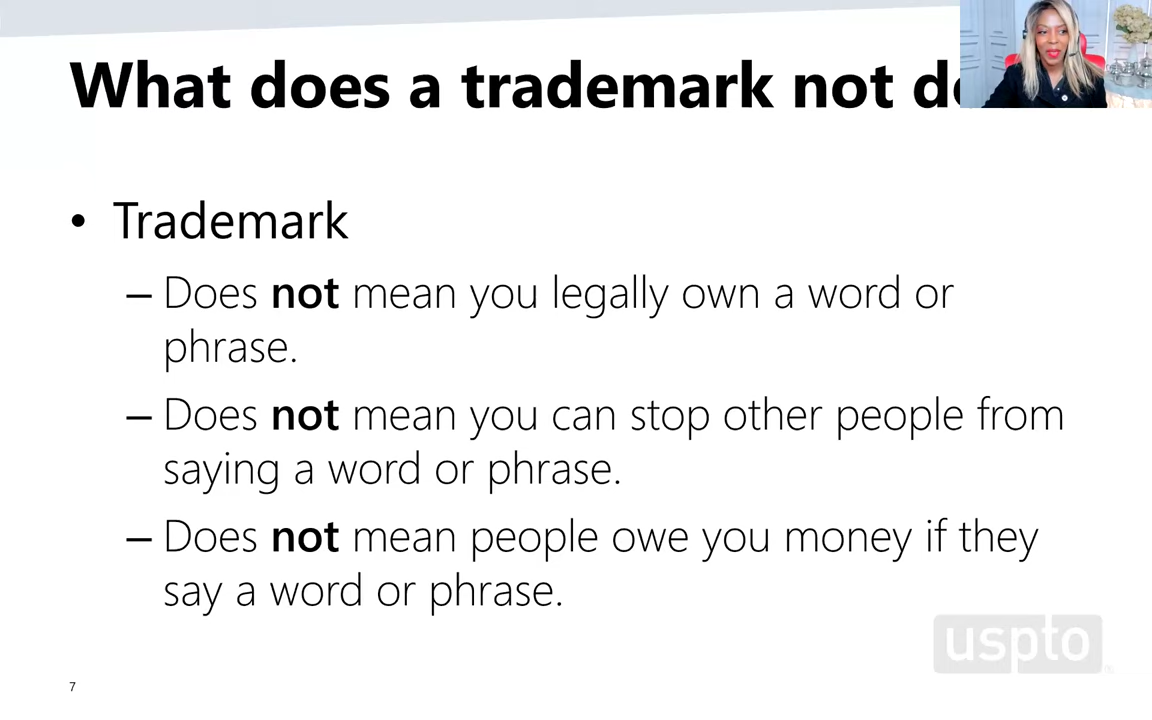 What does a trademark not do
• Trademark
– Does not mean you legally own a word or
phrase.
– Does not mean you can stop other people from
saying a word or phrase.
– Does not mean people owe you money if they
say a word or phrase.
uspto
7